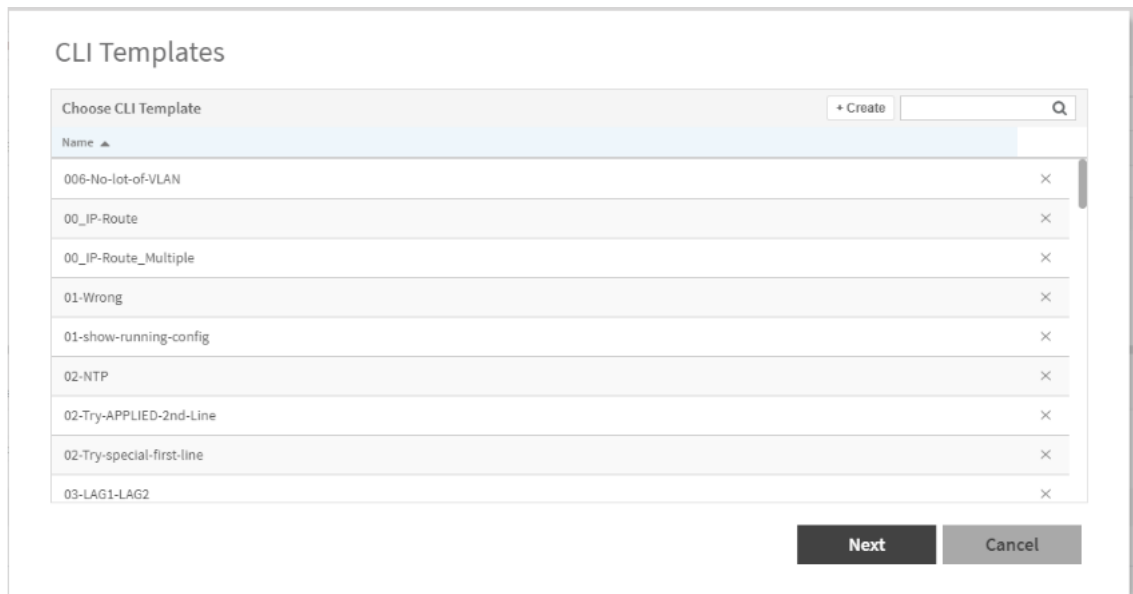 CLI Templates
Choose CLI Template + Create
Name
006-No-lot-of-VLAN
00_IP-Route
00_IP-Route_Multiple
01-Wrong
01-show-running-config
02-NTP
02-Try-APPLIED-2nd-Line
02-Try-special-first-line
03-LAG1-LAG2
Next Cancel